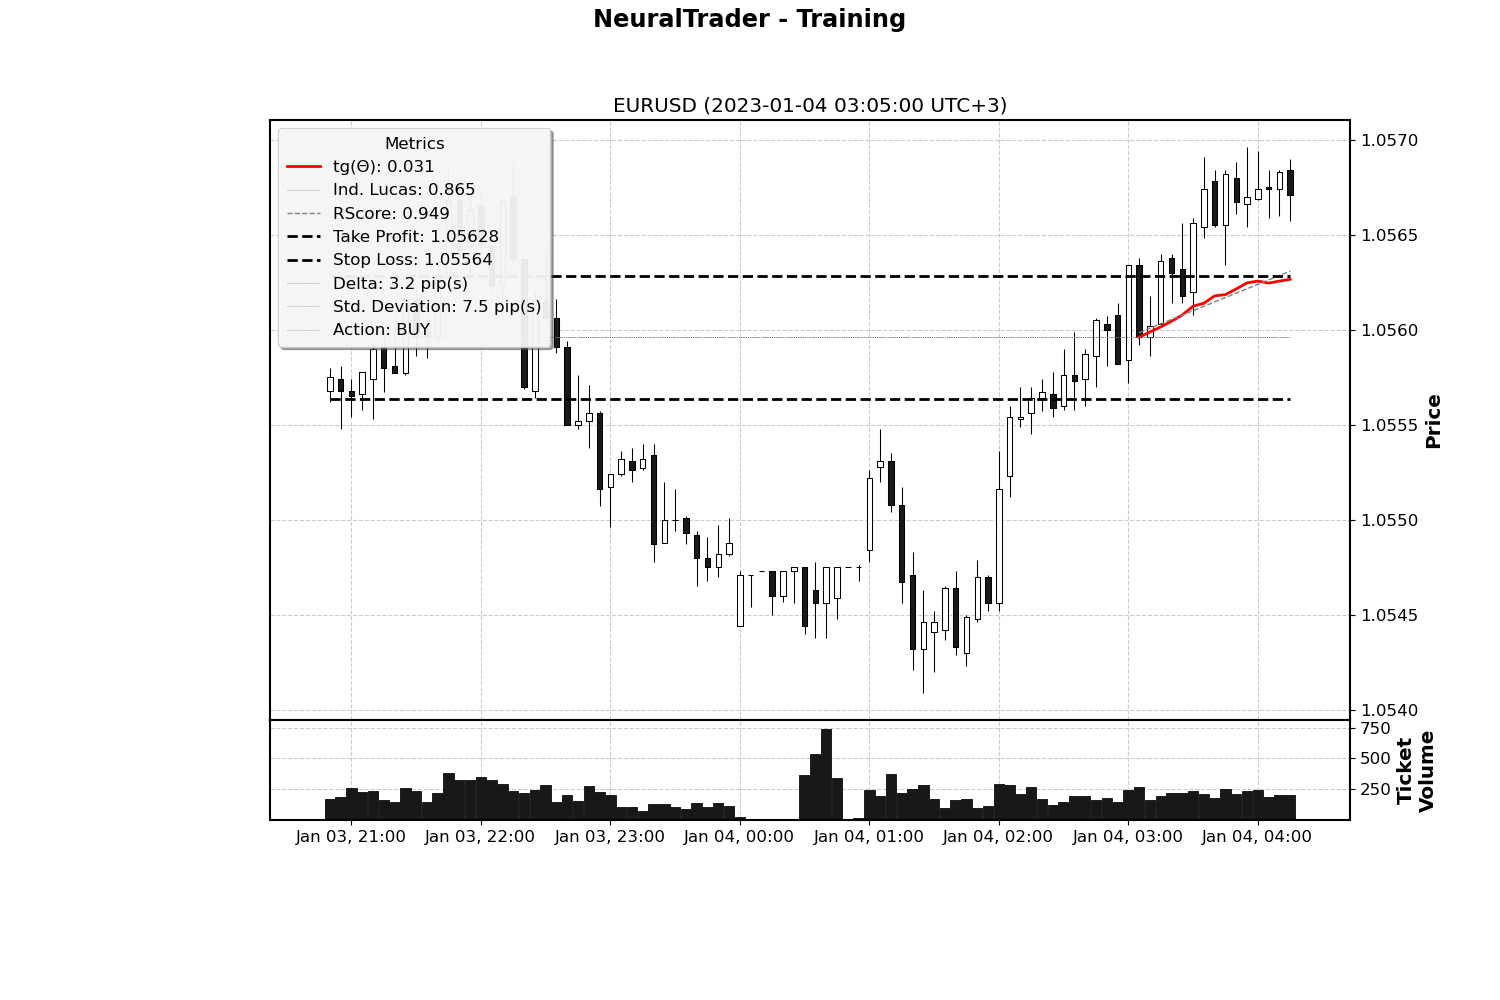 NeuralTrader - Training
EURUSD (2023-01-04 03:05:00 UTC+3)
Metrics
tg(Θ): 0.031
Ind. Lucas: 0.865
RScore: 0.949
Take Profit: 1.05628
Stop Loss: 1.05564
Delta: 3.2 pip(s)
Std. Deviation: 7.5 pip(s)
Action: BUY
1.0570
1.0565
1.0560
1.0555
1.0550
1.0545
1.0540
Price
750
500
250
Ticket
Volume
Jan 03, 21:00
Jan 03, 22:00
Jan 03, 23:00
Jan 04, 00:00
Jan 04, 01:00
Jan 04, 02:00
Jan 04, 03:00
Jan 04, 04:00